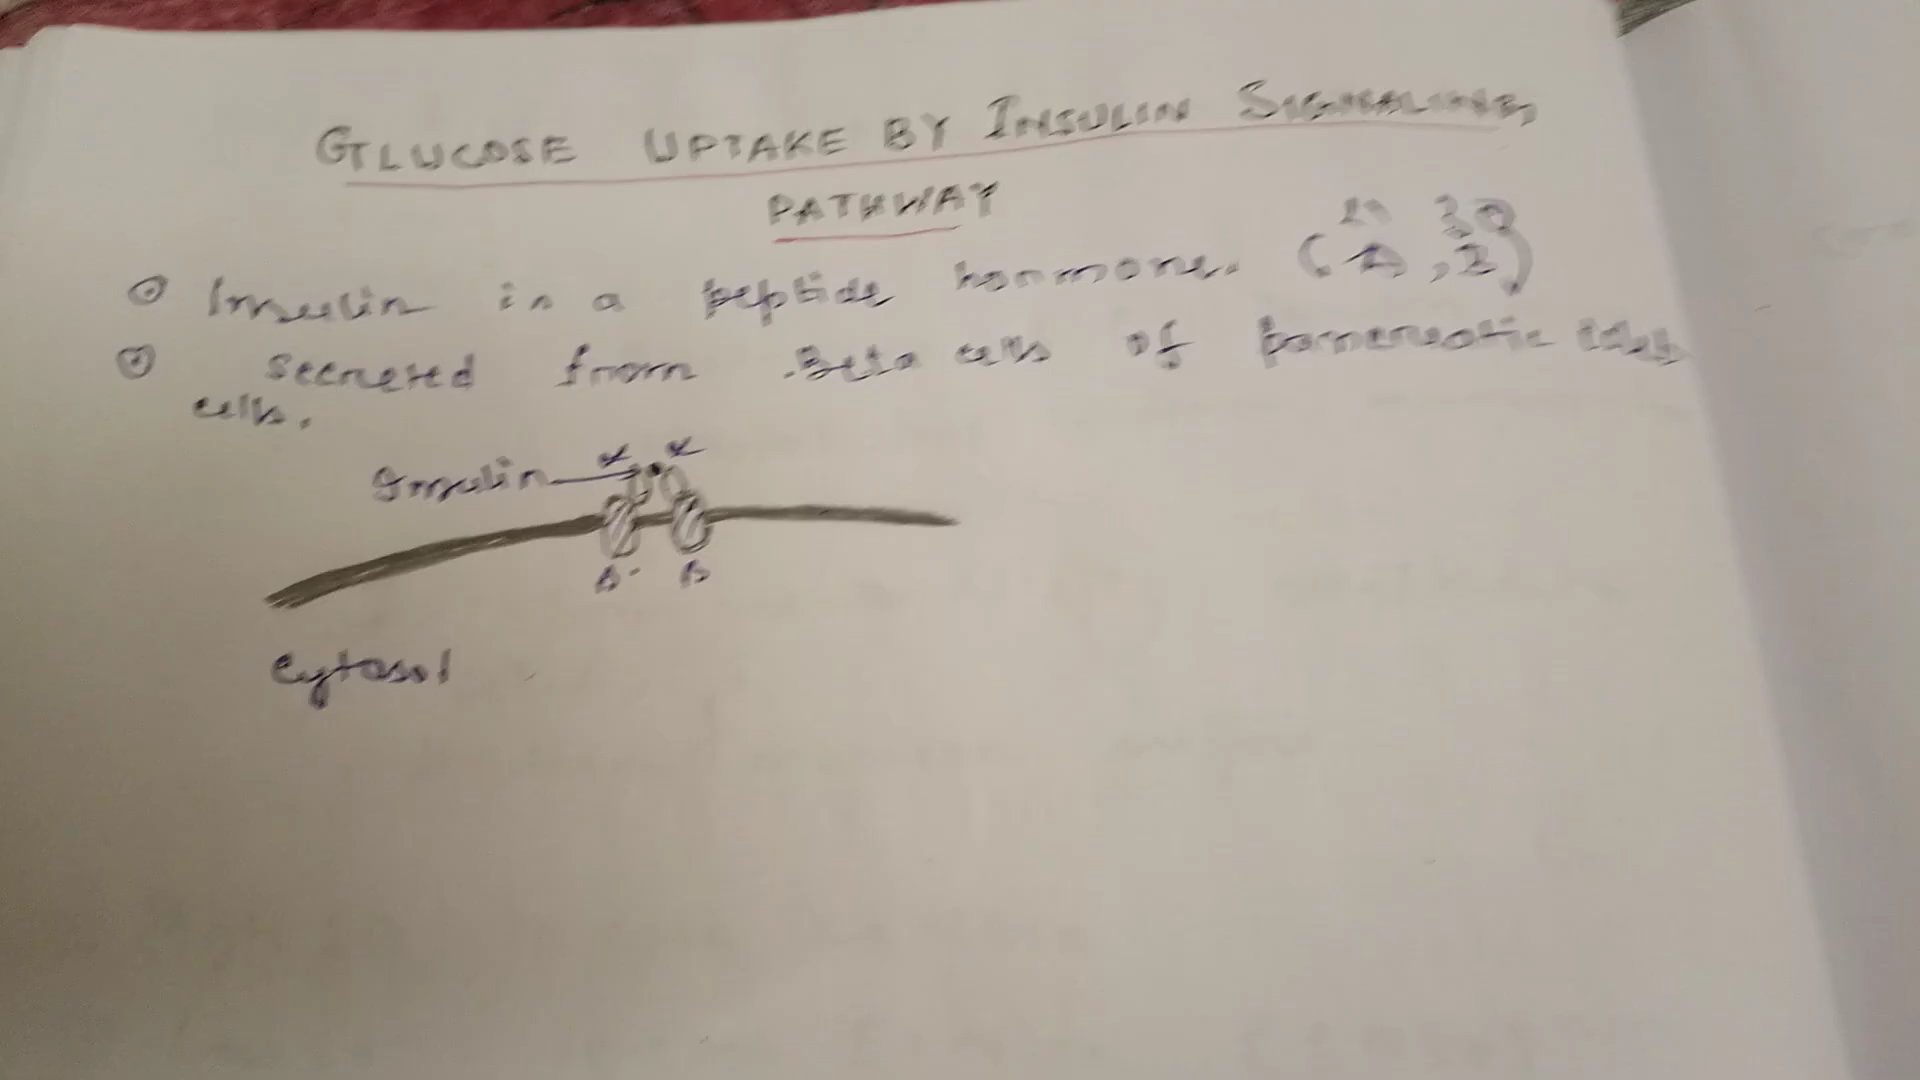 GLUCOSE UPTAKE BY INSULIN SIGNALING
PATHWAY
21 30
Insulin is a peptide hormone. (A, B)
secreted from Beta cells of pancreatic islets
cells.
α α
Insulin
β β
Cytosol